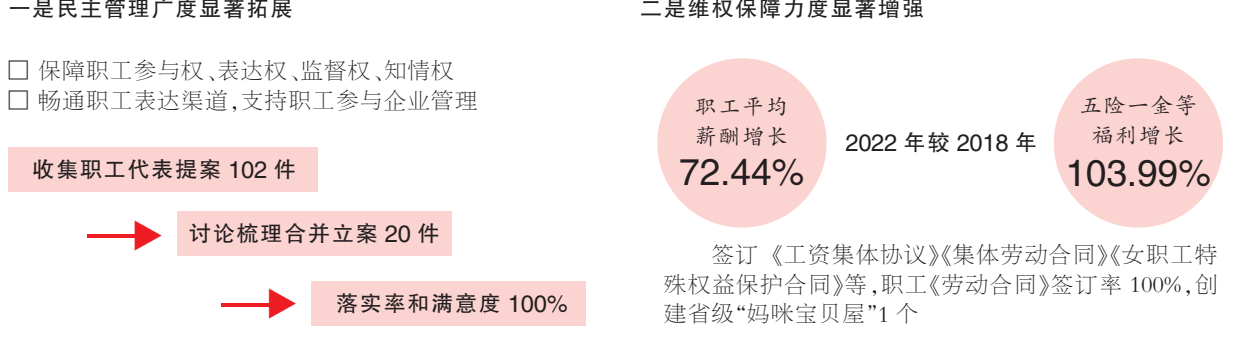 一是民主管理广度显著拓展
□ 保障职工参与权、表达权、监督权、知情权
□ 畅通职工表达渠道,支持职工参与企业管理
收集职工代表提案 102 件
讨论梳理合并立案 20 件
落实率和满意度 100%
二是维权保障力度显著增强
职工平均
薪酬增长
72.44%
2022 年较 2018 年
五险一金等
福利增长
103.99%
签订《工资集体协议》《集体劳动合同》《女职工特
殊权益保护合同》等,职工《劳动合同》签订率 100%,创
建省级“妈咪宝贝屋”1 个